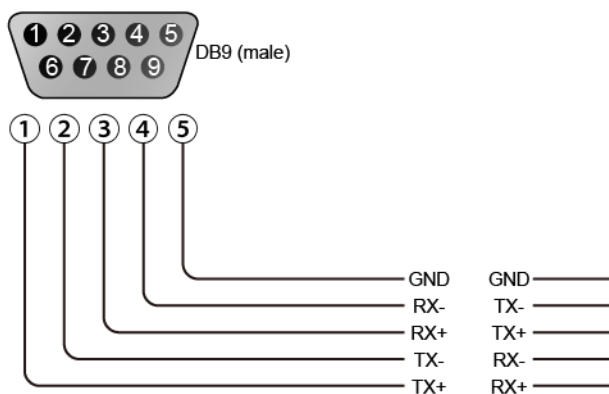 1 2 3 4 5
6 7 8 9
DB9 (male)
① ② ③ ④ ⑤
GND GND
RX- TX-
RX+ TX+
TX- RX-
TX+ RX+